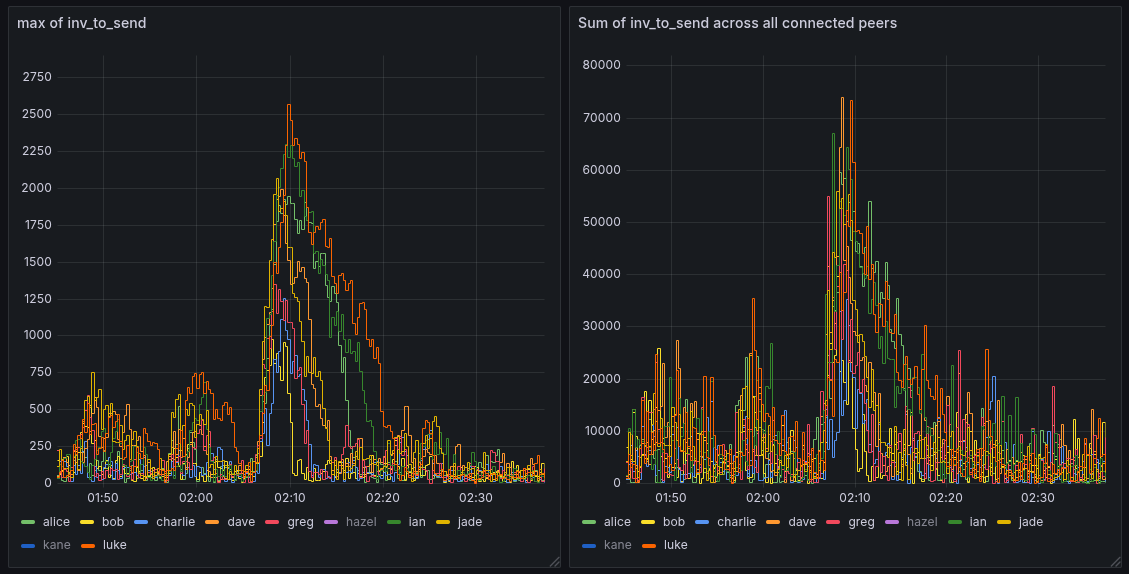 max of inv_to_send
2750
2500
2250
2000
1750
1500
1250
1000
750
500
250
0
01:50 02:00 02:10 02:20 02:30
alice bob charlie dave greg hazel ian jade
kane luke
Sum of inv_to_send across all connected peers
80000
70000
60000
50000
40000
30000
20000
10000
0
01:50 02:00 02:10 02:20 02:30
alice bob charlie dave greg hazel ian jade
kane luke